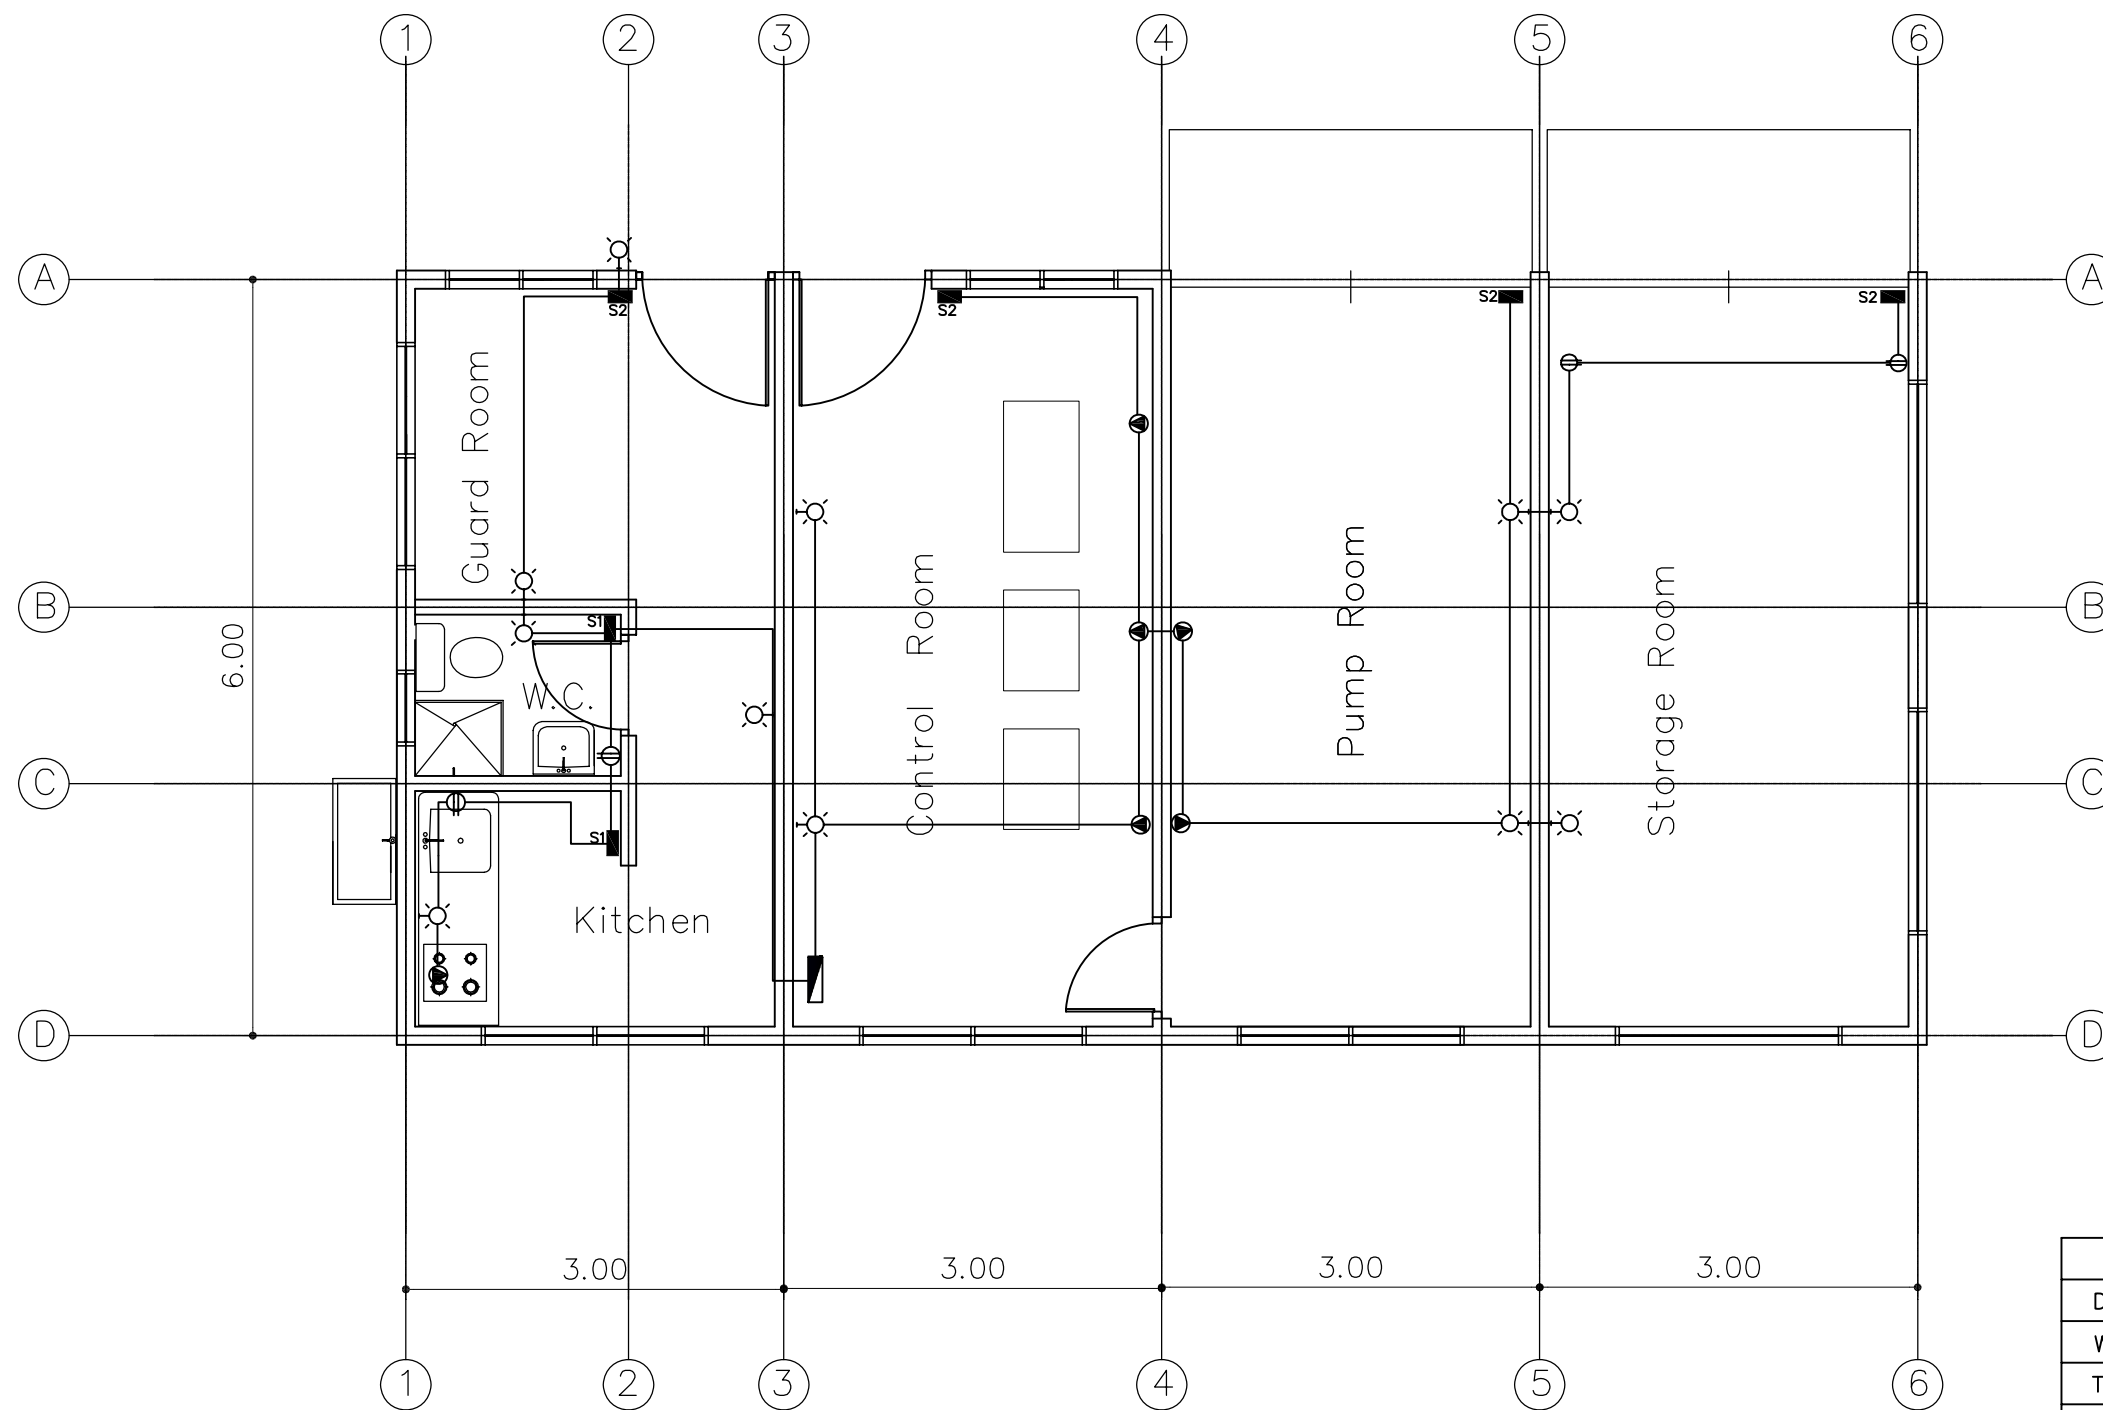 1 2 3 4 5 6
A A
S2 S2 S2 S2
Guard Room
B B
S1
6.00
W.C.
Control Room
Pump Room
Storage Room
C C
S1
Kitchen
D D
3.00 3.00 3.00 3.00
D
W
T
1 2 3 4 5 6